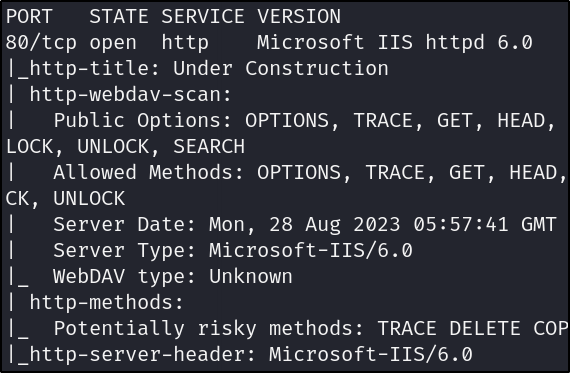 PORT   STATE SERVICE VERSION
80/tcp open  http    Microsoft IIS httpd 6.0
|_http-title: Under Construction
| http-webdav-scan:
|   Public Options: OPTIONS, TRACE, GET, HEAD,
LOCK, UNLOCK, SEARCH
|   Allowed Methods: OPTIONS, TRACE, GET, HEAD,
CK, UNLOCK
|   Server Date: Mon, 28 Aug 2023 05:57:41 GMT
|   Server Type: Microsoft-IIS/6.0
|_  WebDAV type: Unknown
| http-methods:
|_  Potentially risky methods: TRACE DELETE COP
|_http-server-header: Microsoft-IIS/6.0